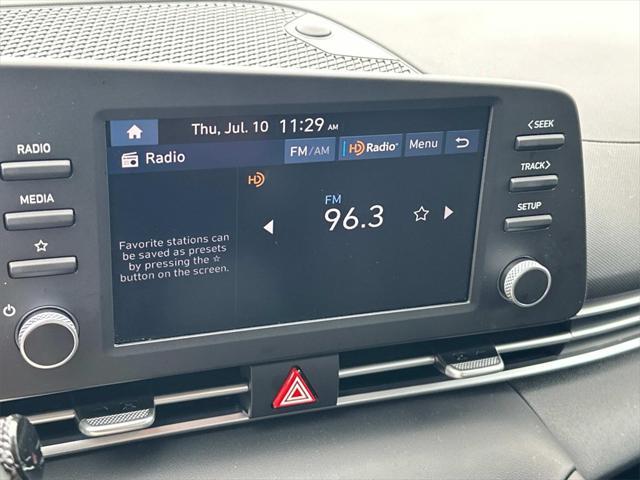 Thu, Jul. 10 11:29 AM
Radio FM/AM HD Radio Menu
HD
FM
96.3
Favorite stations can
be saved as presets
by pressing the ☆
button on the screen.
RADIO
MEDIA
☆
<SEEK
TRACK>
SETUP